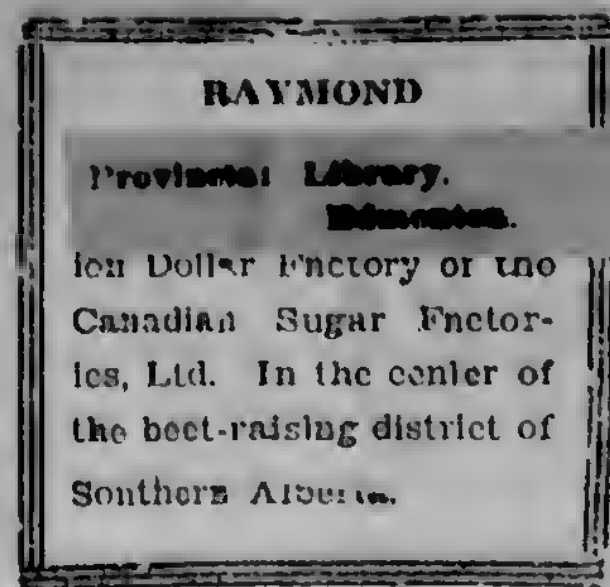 RAYMOND
Provincial Library.
Edmonton.
ion Dollar Factory of the
Canadian Sugar Factor-
ies, Ltd. In the center of
the beet-raising district of
Southern Alberta.